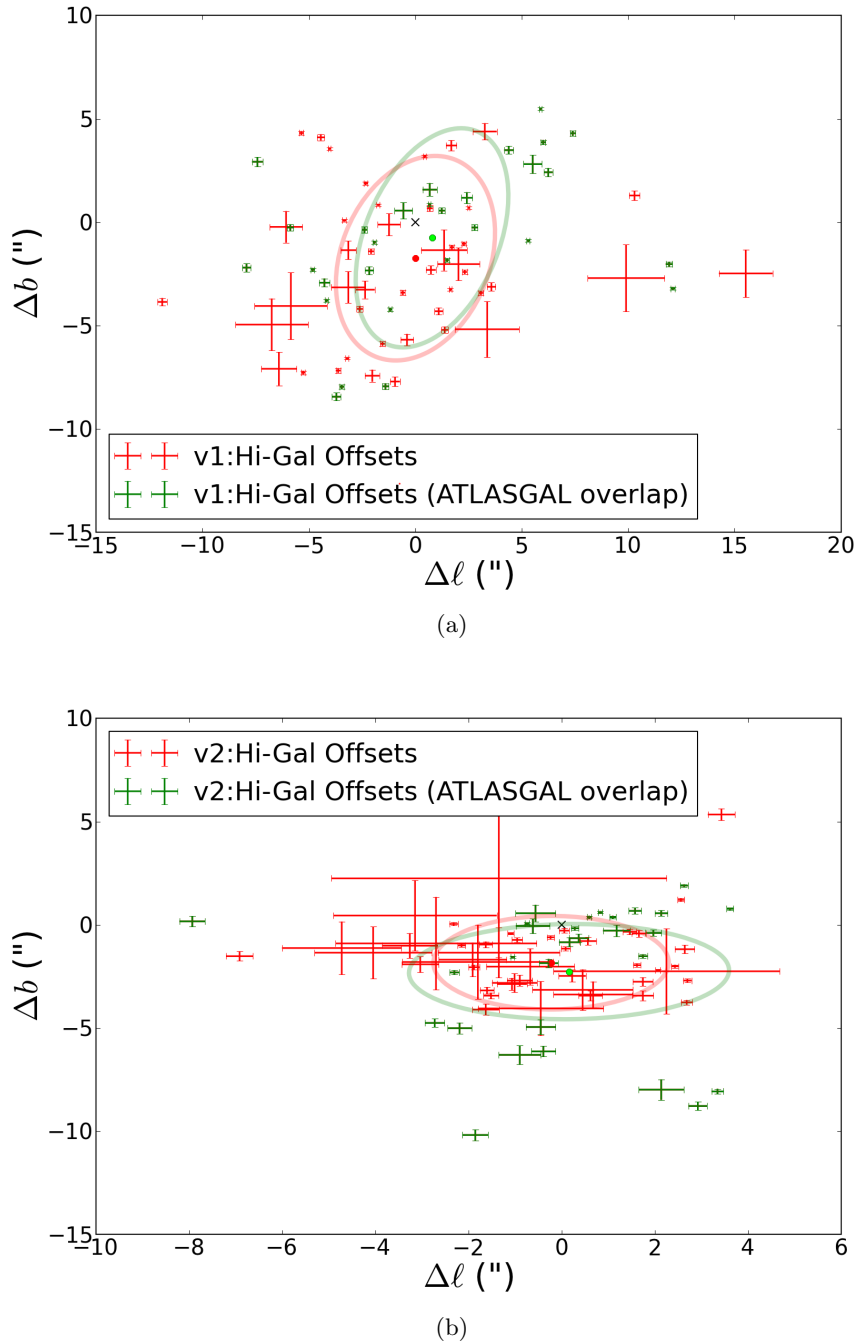 10
5
0
−5
−10
−15
Δb (")
v1:Hi-Gal Offsets
v1:Hi-Gal Offsets (ATLASGAL overlap)
−15 −10 −5 0 5 10 15 20
Δℓ (")
(a)
10
5
0
−5
−10
−15
Δb (")
v2:Hi-Gal Offsets
v2:Hi-Gal Offsets (ATLASGAL overlap)
−10 −8 −6 −4 −2 0 2 4 6
Δℓ (")
(b)